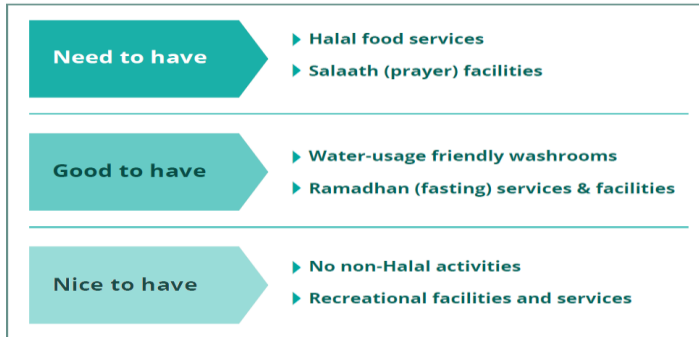 Need to have
Halal food services
Salaath (prayer) facilities
Good to have
Water-usage friendly washrooms
Ramadhan (fasting) services & facilities
Nice to have
No non-Halal activities
Recreational facilities and services